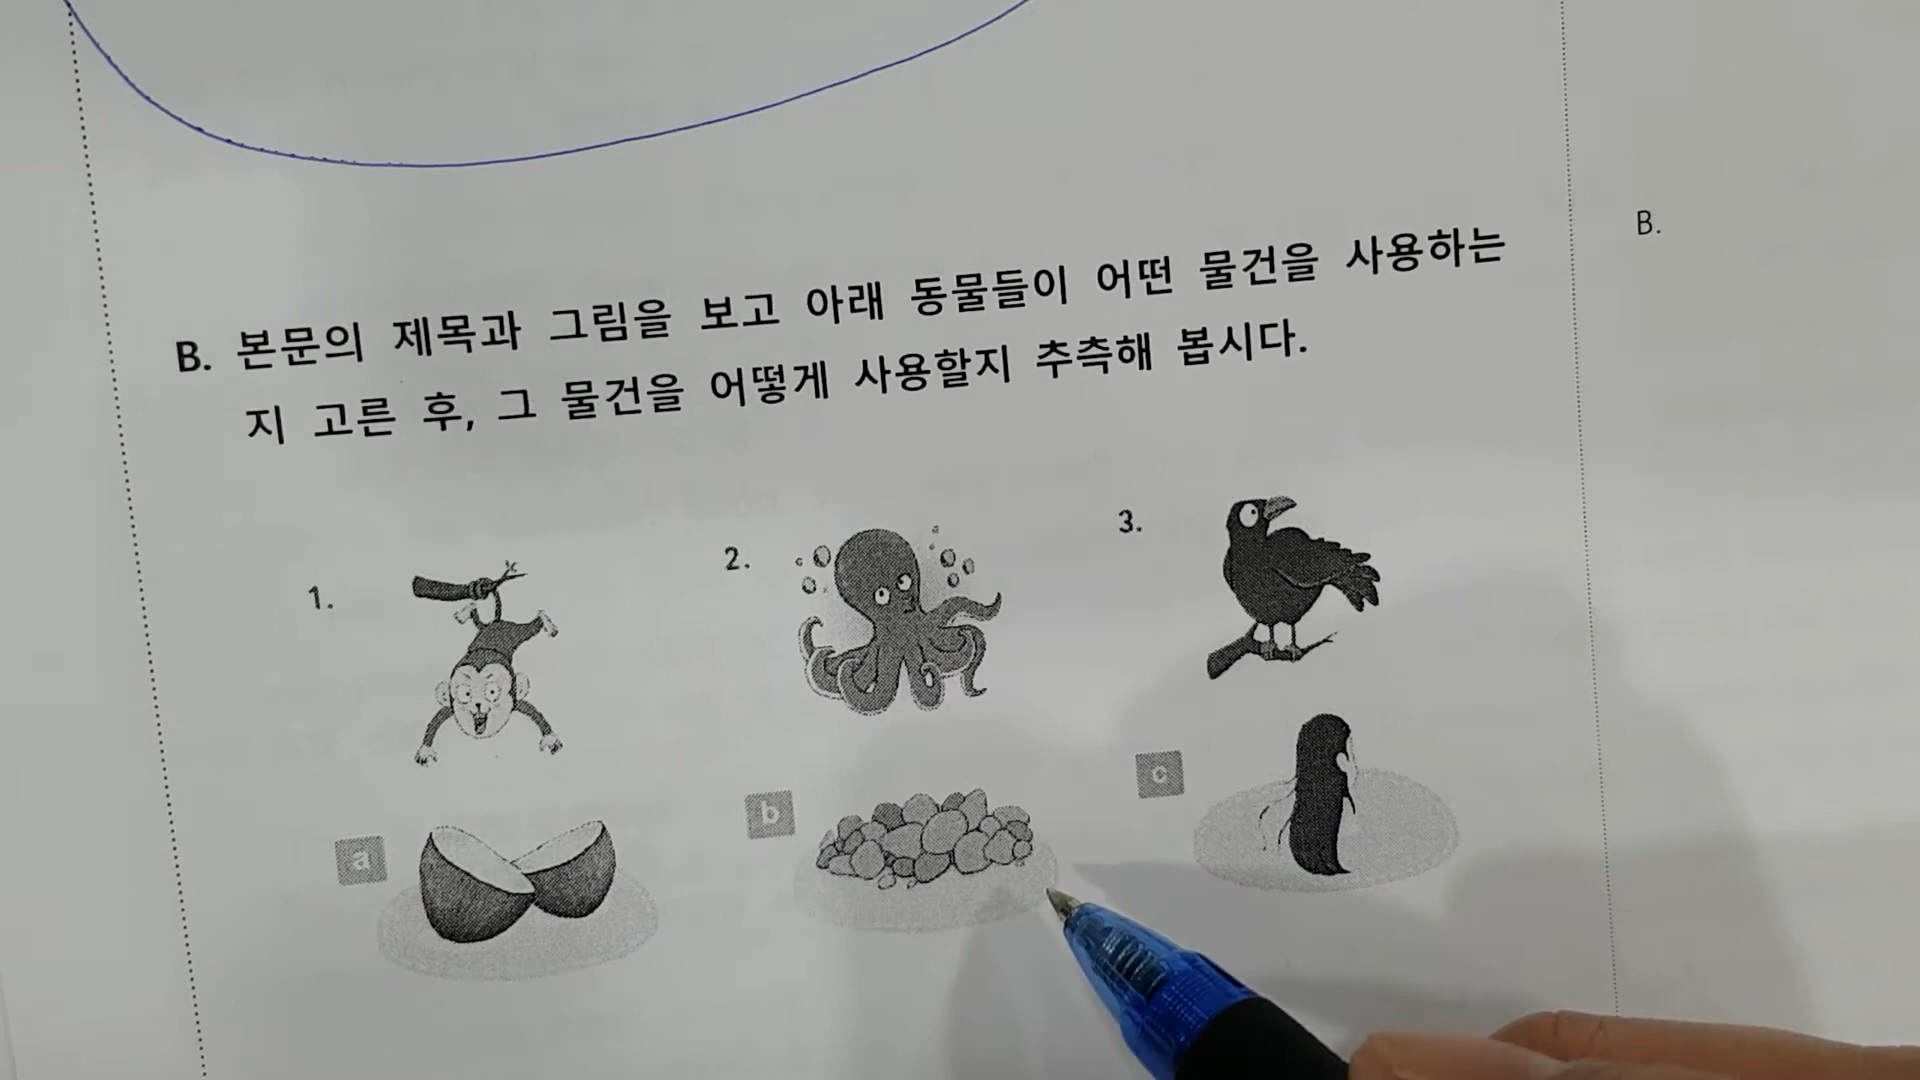 B. 본문의 제목과 그림을 보고 아래 동물들이 어떤 물건을 사용하는
지 고른 후, 그 물건을 어떻게 사용할지 추측해 봅시다.
B.
1.
2.
3.
a
b
c